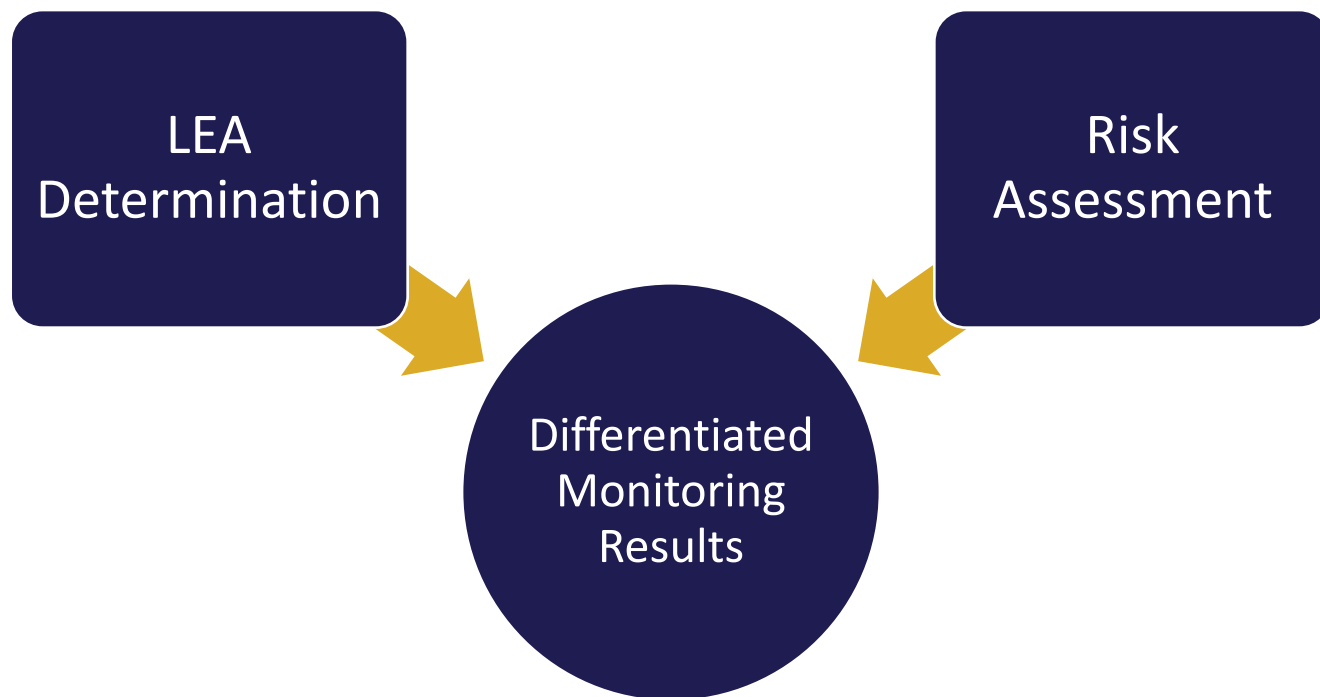 LEA
Determination
Risk
Assessment
Differentiated
Monitoring
Results